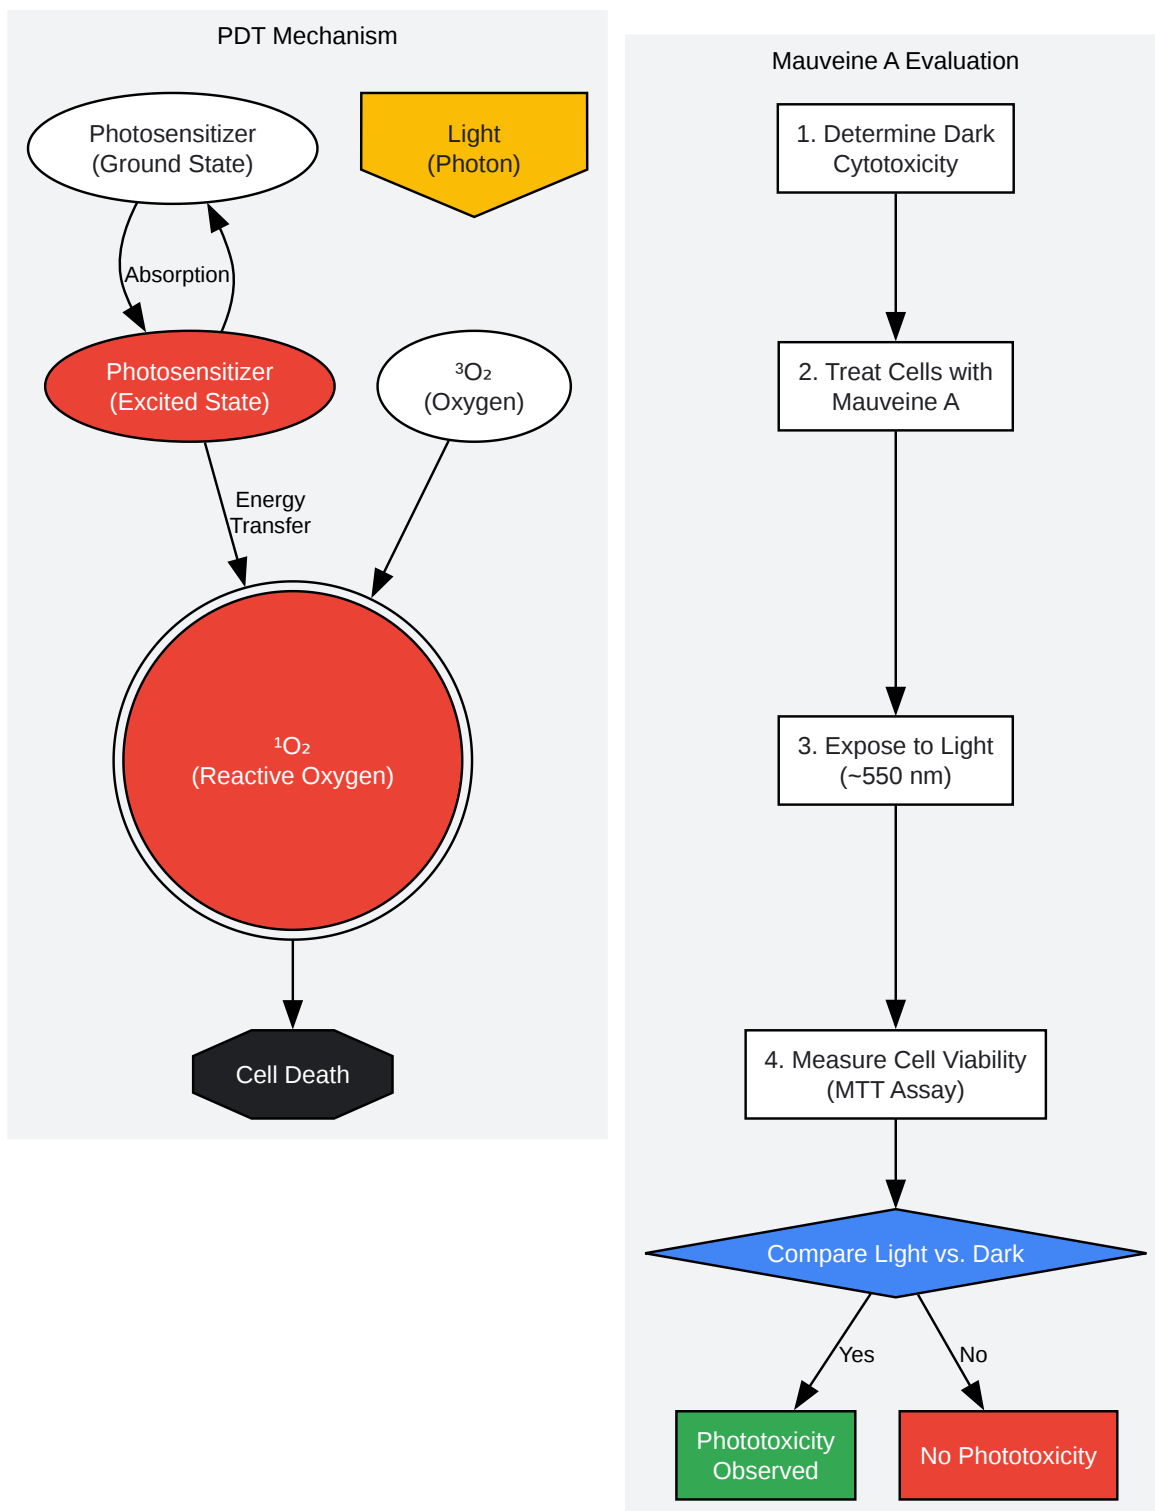 PDT Mechanism
Photosensitizer
(Ground State)
Light
(Photon)
Absorption
Photosensitizer
(Excited State)
³O₂
(Oxygen)
Energy
Transfer
¹O₂
(Reactive Oxygen)
Cell Death
Mauveine A Evaluation
1. Determine Dark
Cytotoxicity
2. Treat Cells with
Mauveine A
3. Expose to Light
(~550 nm)
4. Measure Cell Viability
(MTT Assay)
Compare Light vs. Dark
Yes
No
Phototoxicity
Observed
No Phototoxicity